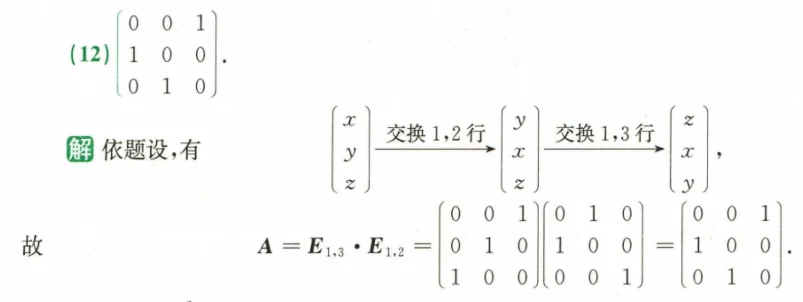 (12) $\begin{pmatrix} 0 & 0 & 1 \\ 1 & 0 & 0 \\ 0 & 1 & 0 \end{pmatrix}$.
解 依题设,有 $\begin{pmatrix} x \\ y \\ z \end{pmatrix} \xrightarrow{\text{交换 1,2 行}} \begin{pmatrix} y \\ x \\ z \end{pmatrix} \xrightarrow{\text{交换 1,3 行}} \begin{pmatrix} z \\ x \\ y \end{pmatrix}$,
故 $\boldsymbol{A} = \boldsymbol{E}_{1,3} \cdot \boldsymbol{E}_{1,2} = \begin{pmatrix} 0 & 0 & 1 \\ 0 & 1 & 0 \\ 1 & 0 & 0 \end{pmatrix} \begin{pmatrix} 0 & 1 & 0 \\ 1 & 0 & 0 \\ 0 & 0 & 1 \end{pmatrix} = \begin{pmatrix} 0 & 0 & 1 \\ 1 & 0 & 0 \\ 0 & 1 & 0 \end{pmatrix}$.